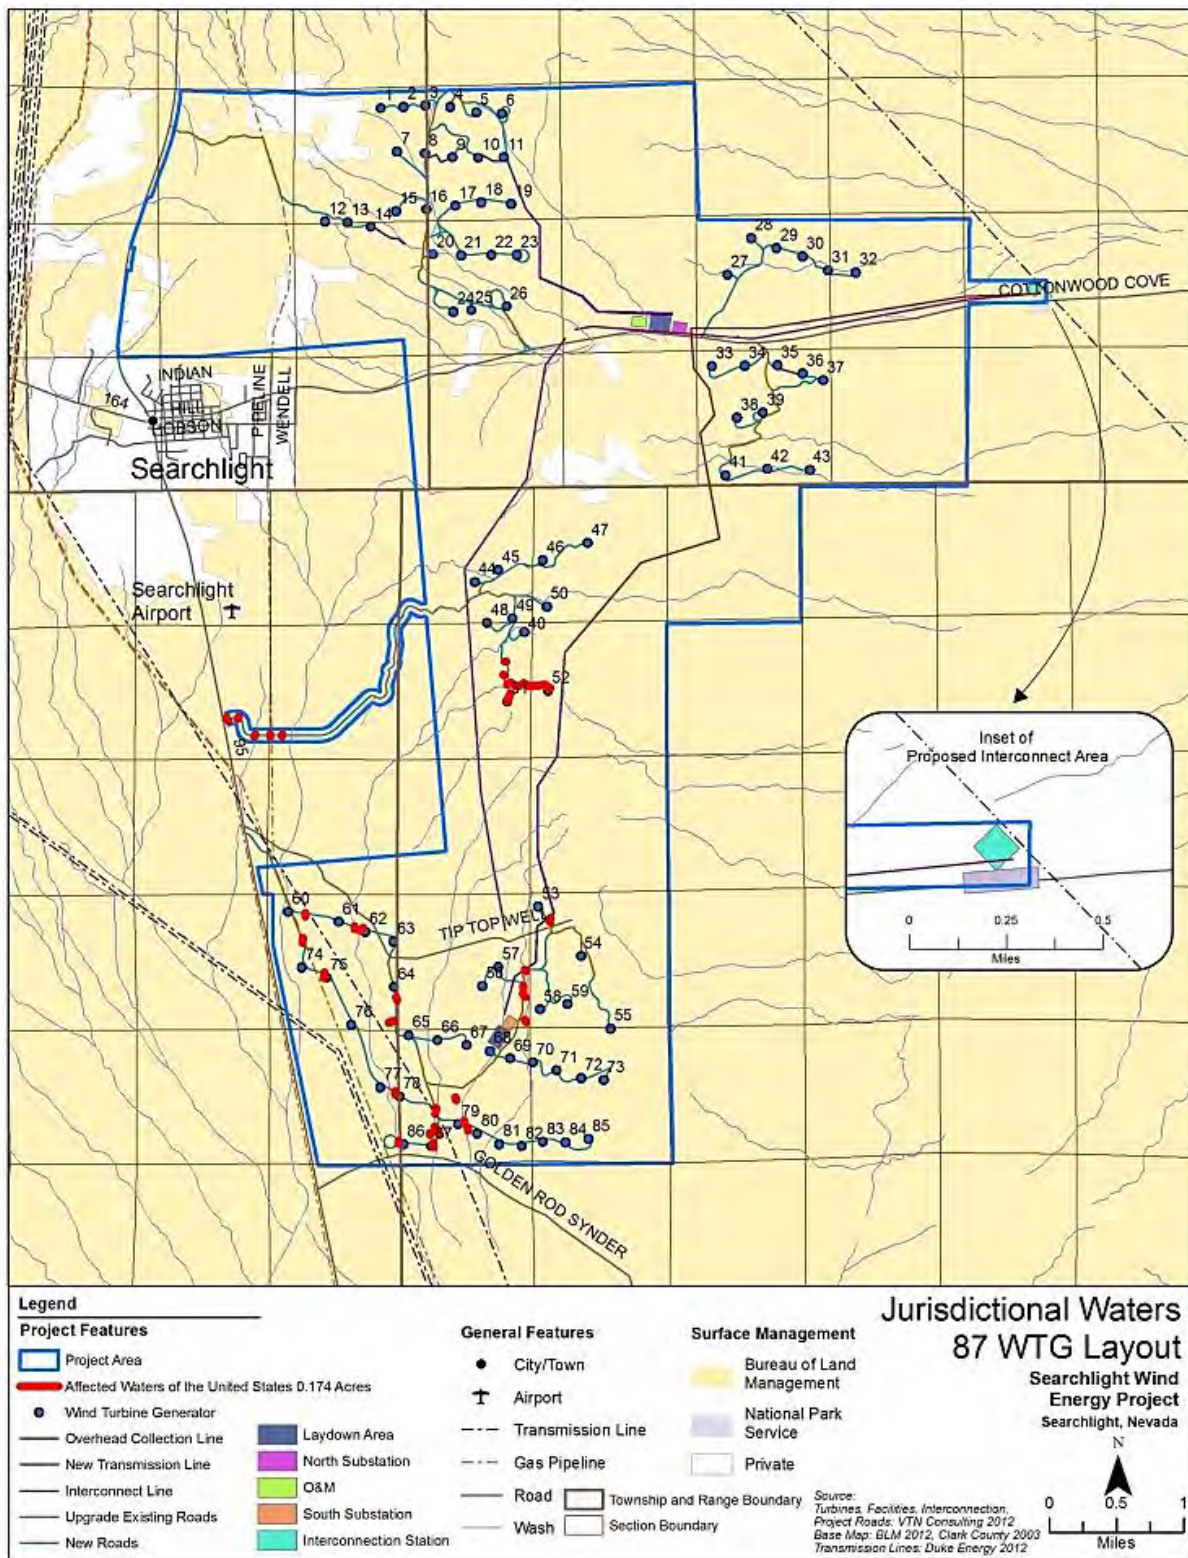 1 2 3 4 5 6
7 8 9 10 11
12 13 14 15 16 17 18 19
20 21 22 23
24 25 26
27 28 29 30 31 32
COTTONWOOD COVE
33 34 35 36 37
38 39
41 42 43
INDIAN
HILL
HOBSON
164
PIPELINE
WENDELL
Searchlight
44 45 46 47
48 49 50
40
52
Searchlight
Airport
95
Inset of
Proposed Interconnect Area
0 0.25 0.5
Miles
53
TIP TOP WELL
54
55
57
58 59
60 61 62 63
64
74 75
76
65 66 67 68 69 70 71 72 73
77 78
79 80 81 82 83 84 85
86 87
GOLDEN ROD SYNDER
Legend
Project Features
Project Area
Affected Waters of the United States 0.174 Acres
Wind Turbine Generator
Overhead Collection Line
New Transmission Line
Interconnect Line
Upgrade Existing Roads
New Roads
Laydown Area
North Substation
O&M
South Substation
Interconnection Station
General Features
City/Town
Airport
Transmission Line
Gas Pipeline
Road
Wash
Township and Range Boundary
Section Boundary
Surface Management
Bureau of Land
Management
National Park
Service
Private
Jurisdictional Waters
87 WTG Layout
Searchlight Wind
Energy Project
Searchlight, Nevada
N
0 0.5 1
Miles
Source:
Turbines, Facilities, Interconnection,
Project Roads: VTN Consulting 2012
Base Map: BLM 2012, Clark County 2003
Transmission Lines: Duke Energy 2012